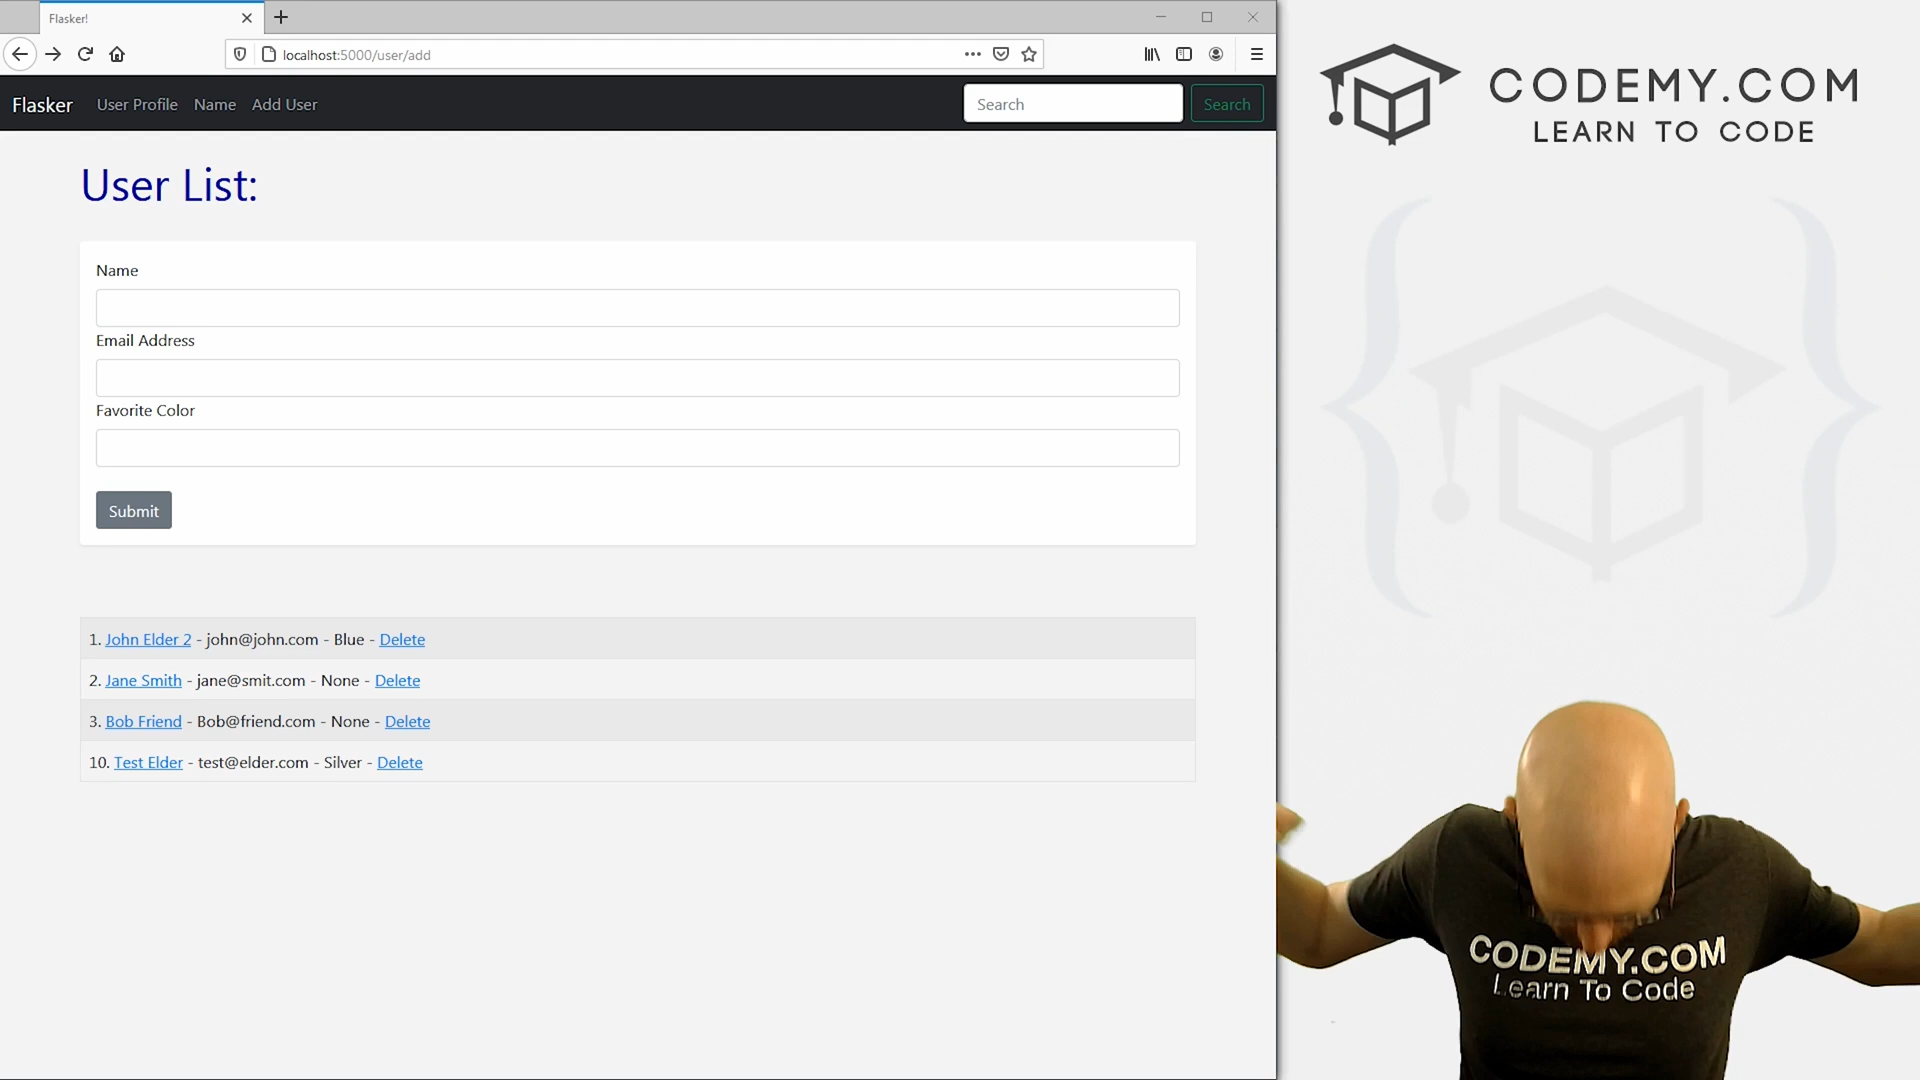 Flasker!
localhost:5000/user/add
Flasker User Profile Name Add User Search Search
User List:
Name
Email Address
Favorite Color
Submit
1. John Elder 2 - john@john.com - Blue - Delete
2. Jane Smith - jane@smit.com - None - Delete
3. Bob Friend - Bob@friend.com - None - Delete
10. Test Elder - test@elder.com - Silver - Delete
CODEMY.COM
LEARN TO CODE
CODEMY.COM
Learn To Code